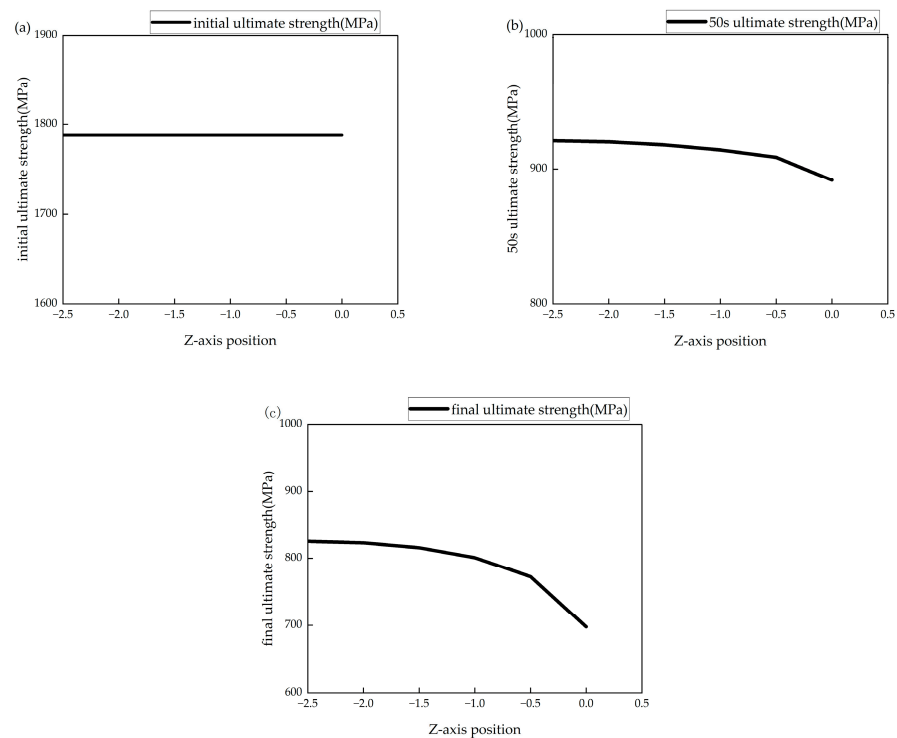 (a)
initial ultimate strength(MPa)
1900
1800
1700
1600
initial ultimate strength(MPa)
−2.5 −2.0 −1.5 −1.0 −0.5 0.0 0.5
Z-axis position
(b)
50s ultimate strength(MPa)
1000
900
800
50s ultimate strength(MPa)
−2.5 −2.0 −1.5 −1.0 −0.5 0.0 0.5
Z-axis position
(c)
final ultimate strength(MPa)
1000
900
800
700
600
final ultimate strength(MPa)
−2.5 −2.0 −1.5 −1.0 −0.5 0.0 0.5
Z-axis position